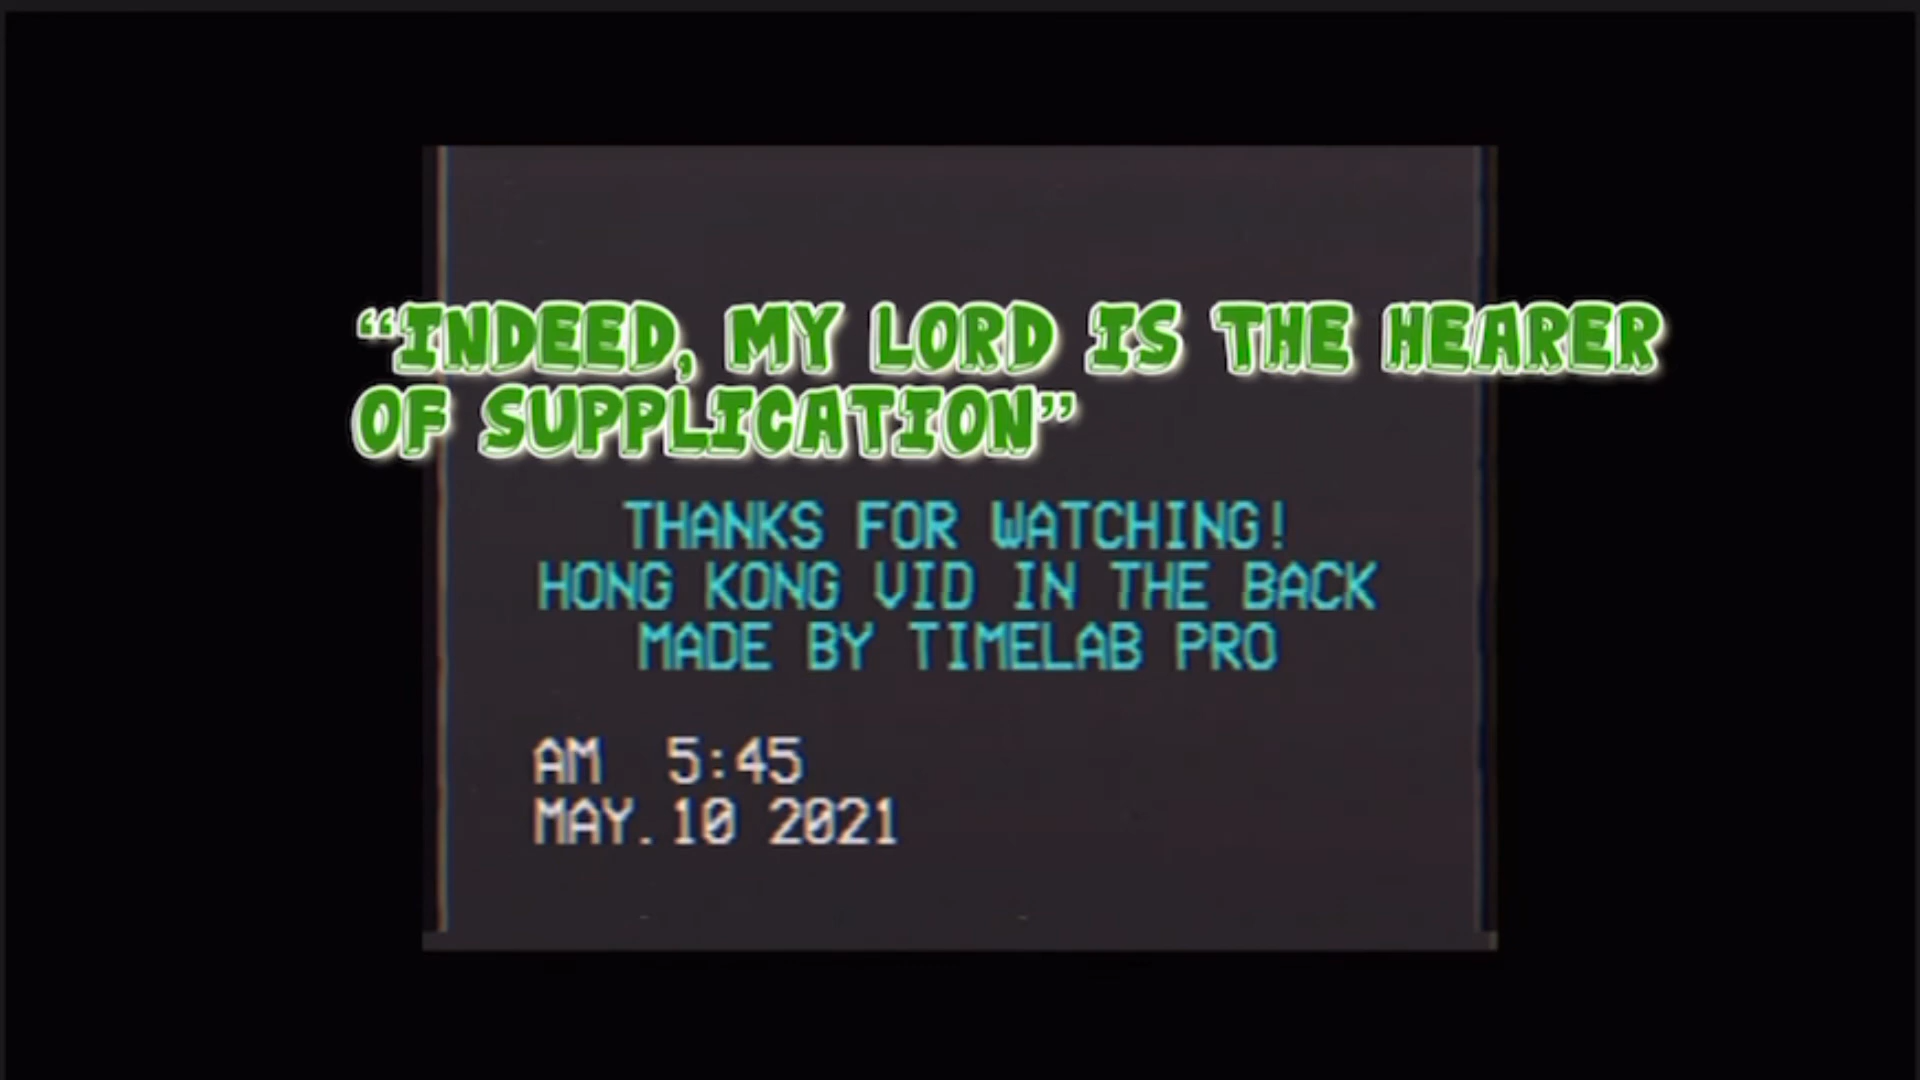 “INDEED, MY LORD IS THE HEARER
OF SUPPLICATION”
THANKS FOR WATCHING!
HONG KONG VID IN THE BACK
MADE BY TIMELAB PRO
AM 5:45
MAY.10 2021